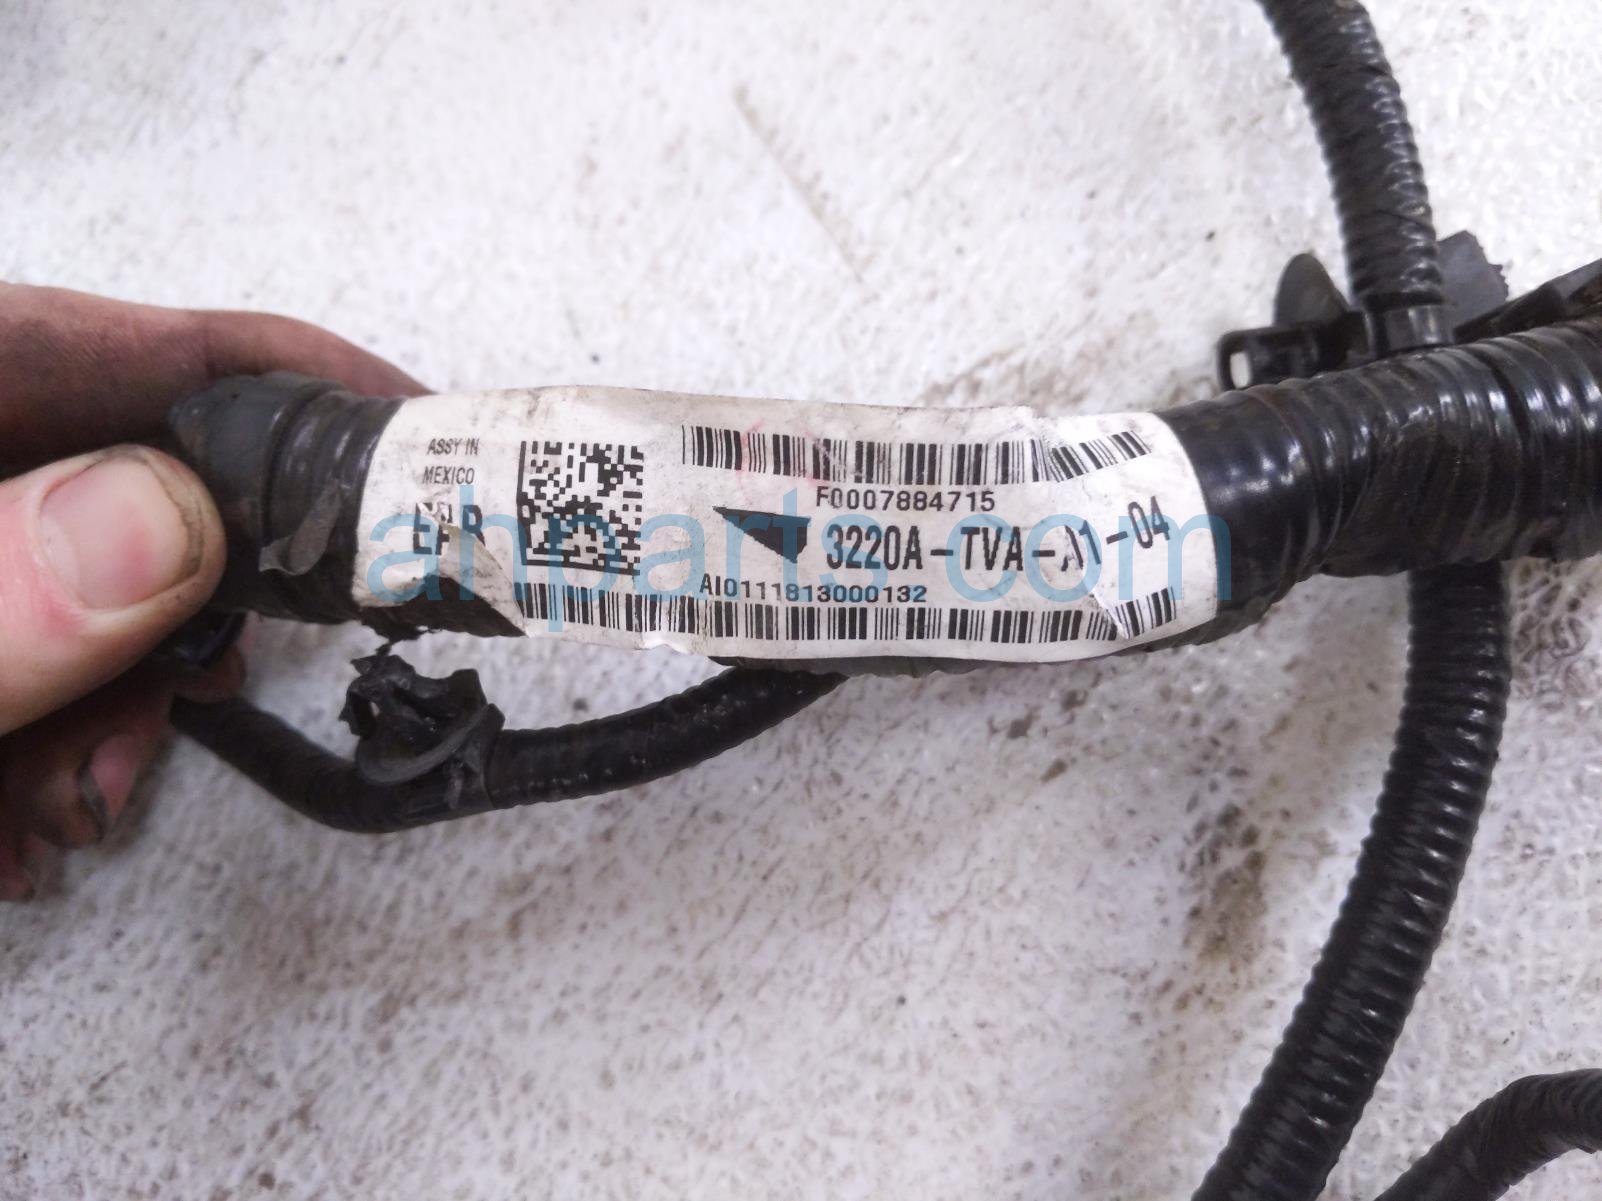 ASSY IN
MEXICO
F0007884715
3220A-TVA-A1-04
AI0111813000132
ahparts.com